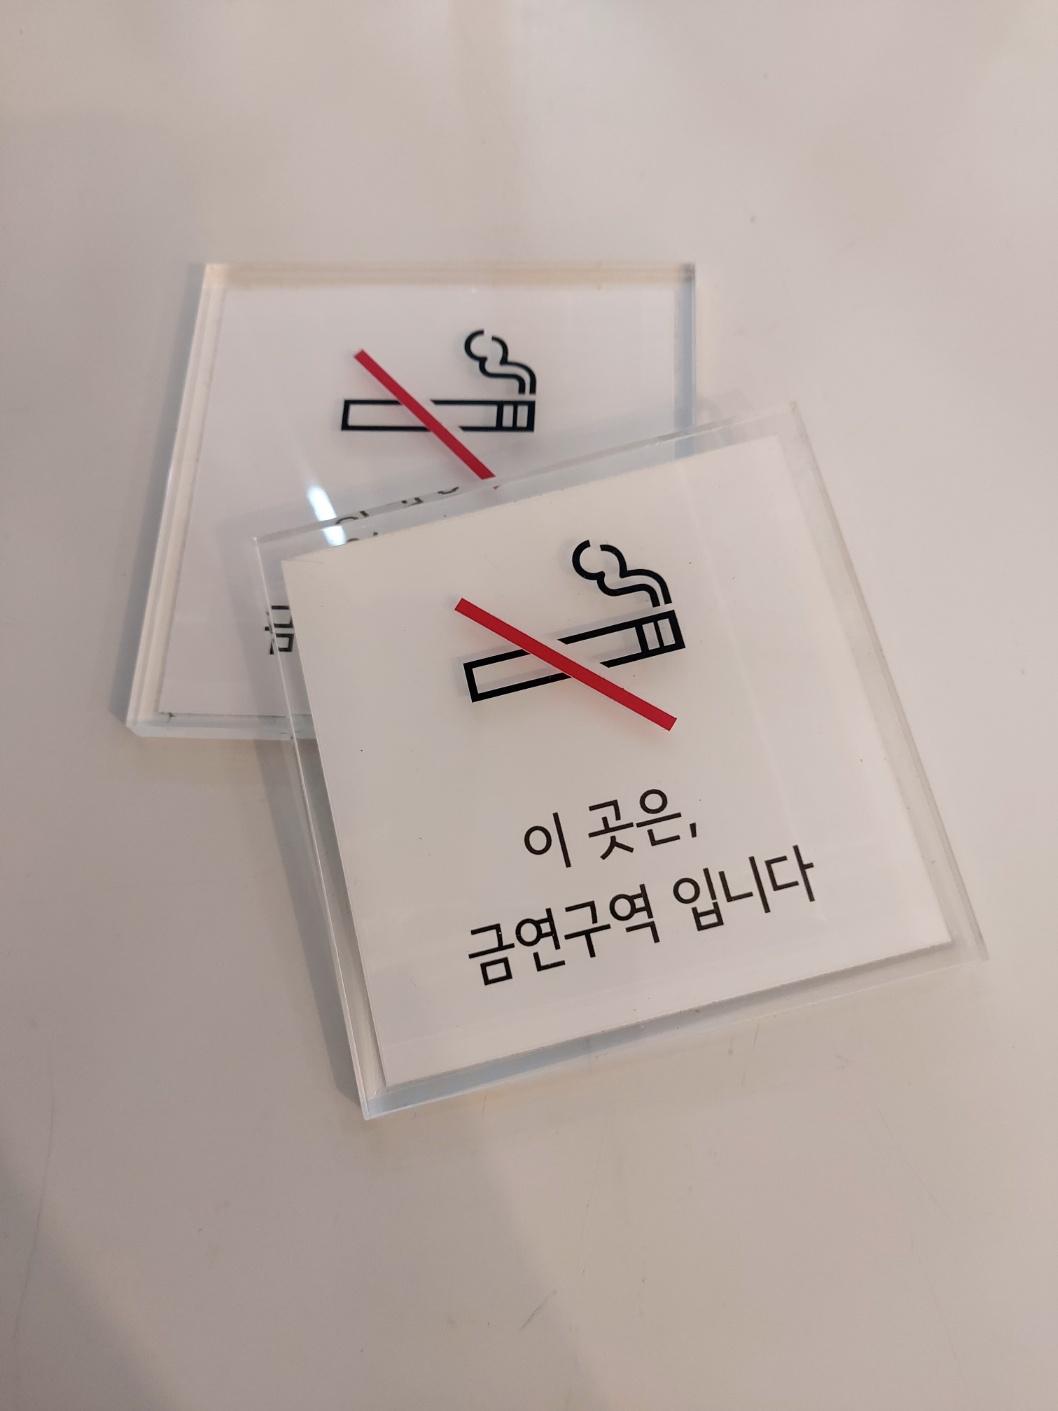 이 곳은,
금연구역 입니다